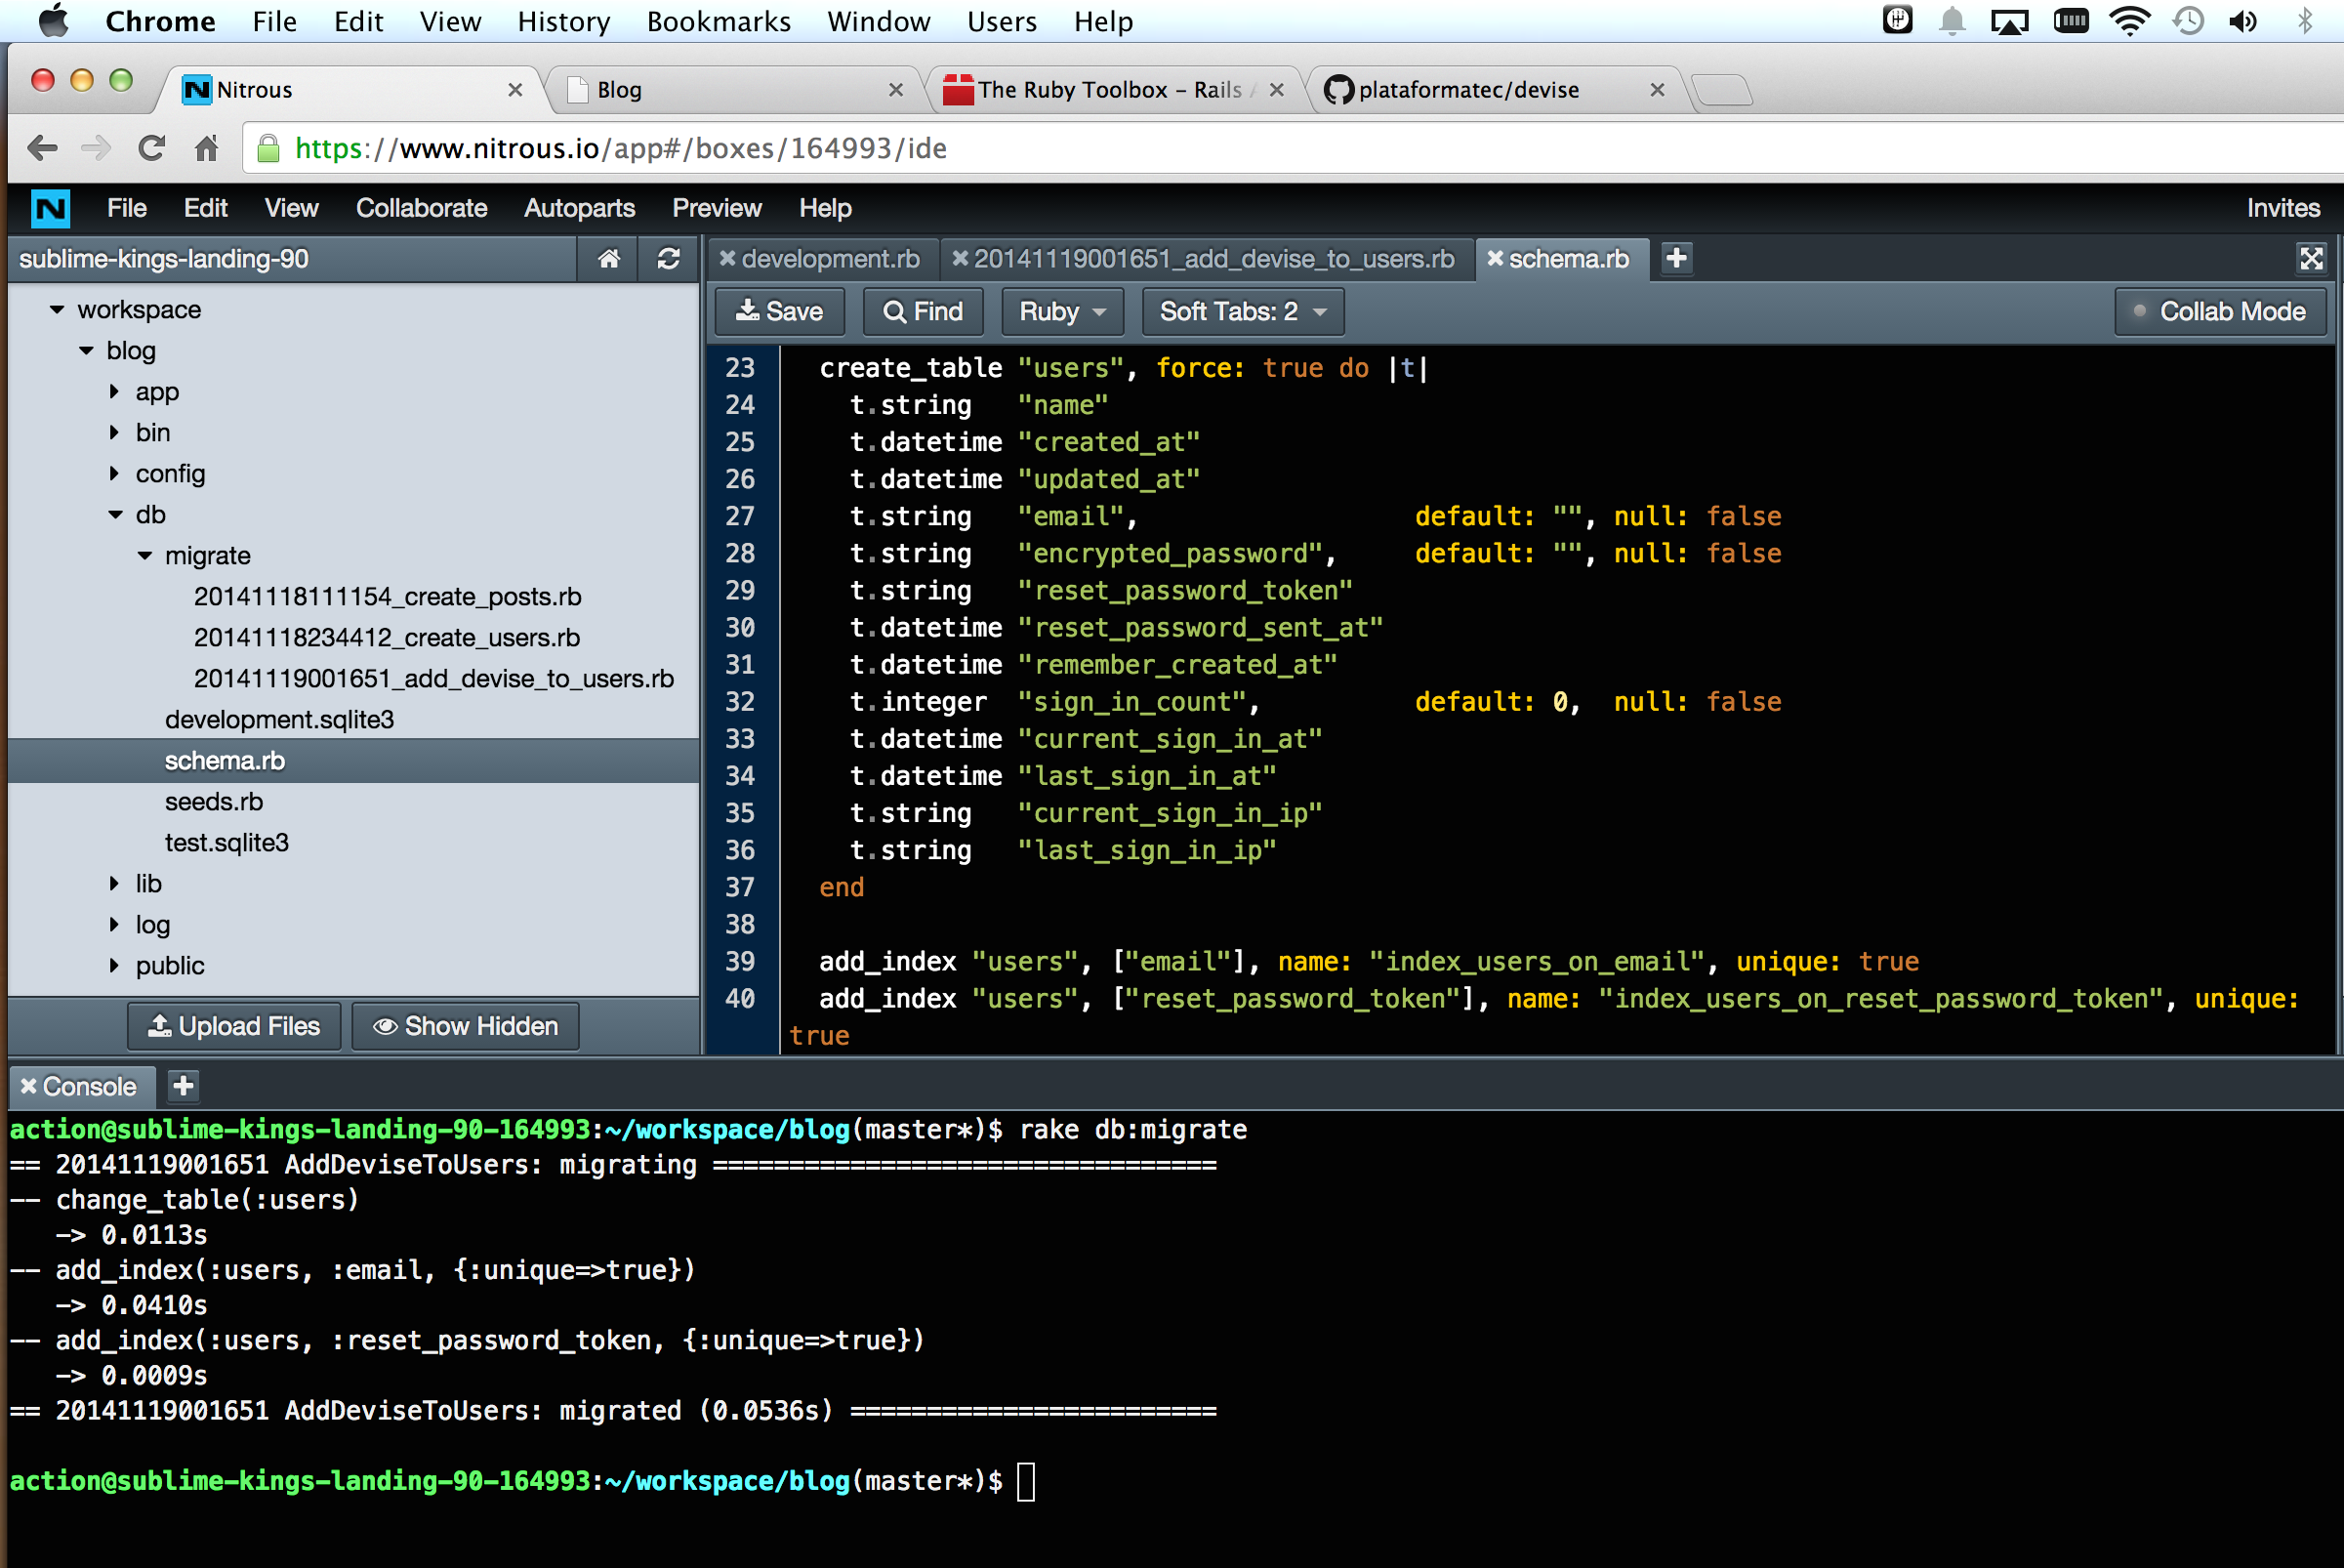 Chrome File Edit View History Bookmarks Window Users Help
Nitrous
Blog
The Ruby Toolbox – Rails
plataformatec/devise
https://www.nitrous.io/app#/boxes/164993/ide
N File Edit View Collaborate Autoparts Preview Help Invites
sublime-kings-landing-90
development.rb 20141119001651_add_devise_to_users.rb schema.rb
Save Find Ruby Soft Tabs: 2 Collab Mode
workspace
blog
app
bin
config
db
migrate
20141118111154_create_posts.rb
20141118234412_create_users.rb
20141119001651_add_devise_to_users.rb
development.sqlite3
schema.rb
seeds.rb
test.sqlite3
lib
log
public
Upload Files Show Hidden
23 create_table "users", force: true do |t|
24 t.string "name"
25 t.datetime "created_at"
26 t.datetime "updated_at"
27 t.string "email", default: "", null: false
28 t.string "encrypted_password", default: "", null: false
29 t.string "reset_password_token"
30 t.datetime "reset_password_sent_at"
31 t.datetime "remember_created_at"
32 t.integer "sign_in_count", default: 0, null: false
33 t.datetime "current_sign_in_at"
34 t.datetime "last_sign_in_at"
35 t.string "current_sign_in_ip"
36 t.string "last_sign_in_ip"
37 end
38
39 add_index "users", ["email"], name: "index_users_on_email", unique: true
40 add_index "users", ["reset_password_token"], name: "index_users_on_reset_password_token", unique:
true
Console
action@sublime-kings-landing-90-164993:~/workspace/blog(master*)$ rake db:migrate
== 20141119001651 AddDeviseToUsers: migrating =================================
-- change_table(:users)
-> 0.0113s
-- add_index(:users, :email, {:unique=>true})
-> 0.0410s
-- add_index(:users, :reset_password_token, {:unique=>true})
-> 0.0009s
== 20141119001651 AddDeviseToUsers: migrated (0.0536s) ========================
action@sublime-kings-landing-90-164993:~/workspace/blog(master*)$